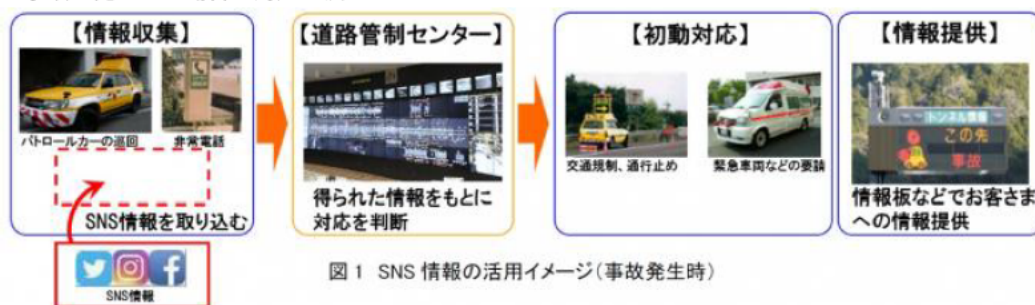 【情報収集】
パトロールカーの巡回
非常電話
SNS情報を取り込む
SNS情報
【道路管制センター】
得られた情報をもとに
対応を判断
【初動対応】
交通規制、通行止め
緊急車両などの要請
【情報提供】
トンネル情報
この先
事故
情報板などでお客さま
への情報提供
図1 SNS 情報の活用イメージ(事故発生時)